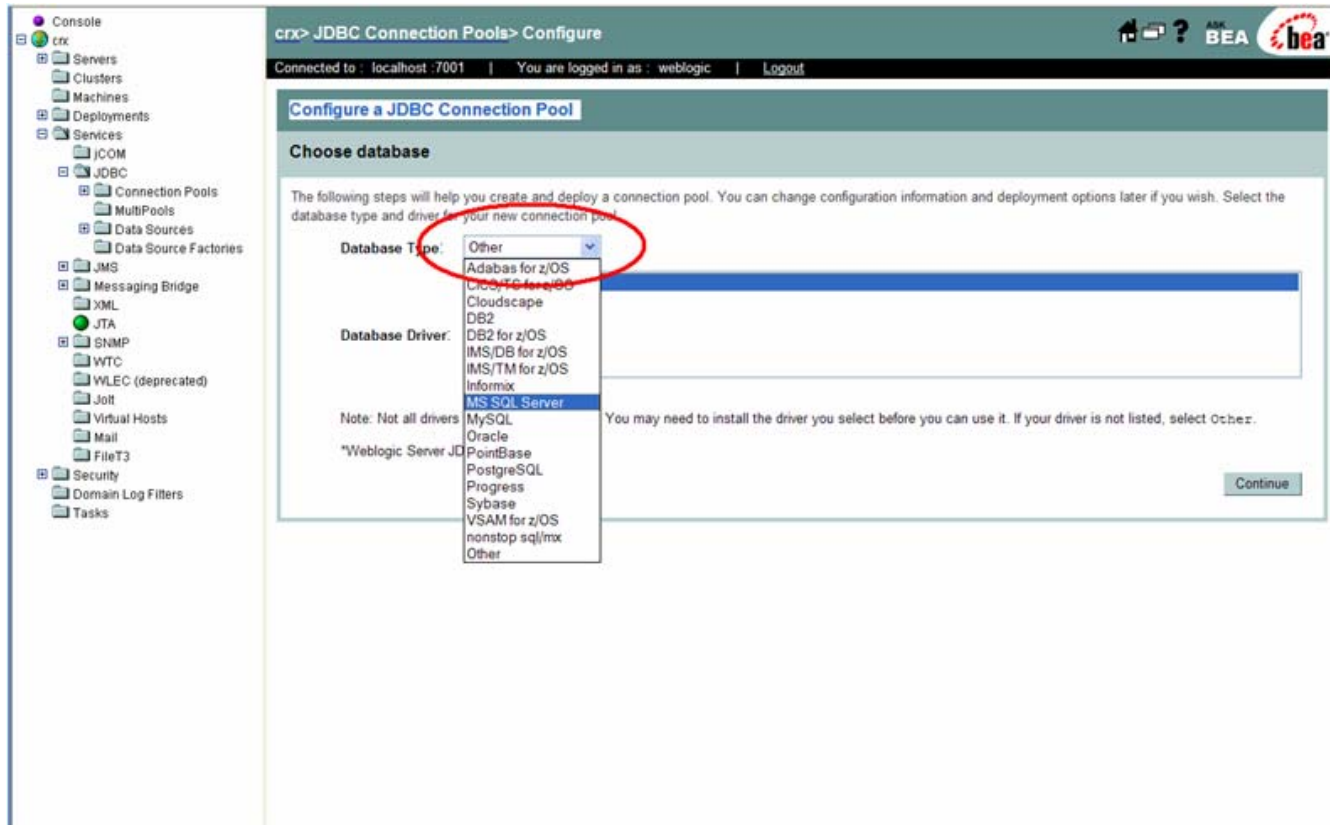 Console
crx
Servers
Clusters
Machines
Deployments
Services
jCOM
JDBC
Connection Pools
MultiPools
Data Sources
Data Source Factories
JMS
Messaging Bridge
XML
JTA
SNMP
WTC
WLEC (deprecated)
Jolt
Virtual Hosts
Mail
FileT3
Security
Domain Log Filters
Tasks
crx> JDBC Connection Pools> Configure
? ASK BEA bea
Connected to : localhost :7001 | You are logged in as : weblogic | Logout
Configure a JDBC Connection Pool
Choose database
The following steps will help you create and deploy a connection pool. You can change configuration information and deployment options later if you wish. Select the
database type and driver for your new connection pool.
Database Type: Other
Adabas for z/OS
CICS/TS for z/OS
Cloudscape
DB2
Database Driver: DB2 for z/OS
IMS/DB for z/OS
IMS/TM for z/OS
Informix
MS SQL Server
Note: Not all drivers MySQL You may need to install the driver you select before you can use it. If your driver is not listed, select Other.
Oracle
*Weblogic Server JD PointBase
PostgreSQL
Progress
Continue
Sybase
VSAM for z/OS
nonstop sql/mx
Other